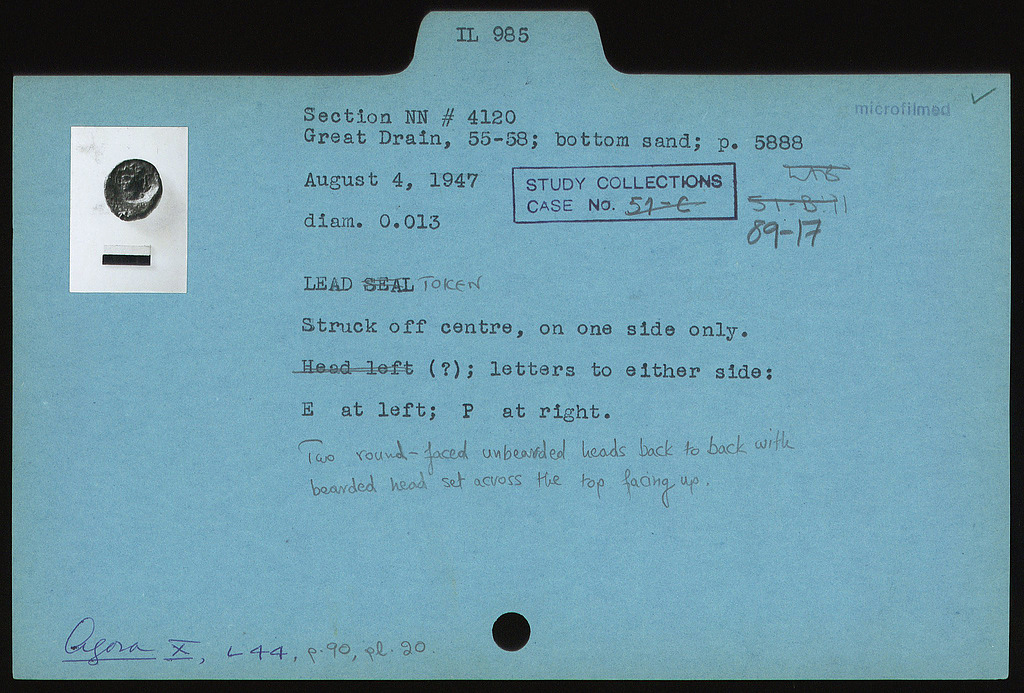 IL 985
microfilmed
Section NN # 4120
Great Drain, 55-58; bottom sand; p. 5888
August 4, 1947
STUDY COLLECTIONS
CASE No. 51-C
89-17
diam. 0.013
LEAD SEAL TOKEN
Struck off centre, on one side only.
Head left (?); letters to either side:
E at left; P at right.
Two round-faced unbearded heads back to back with
bearded head set across the top facing up.
Agora X, L 44, p. 90, pl. 20.